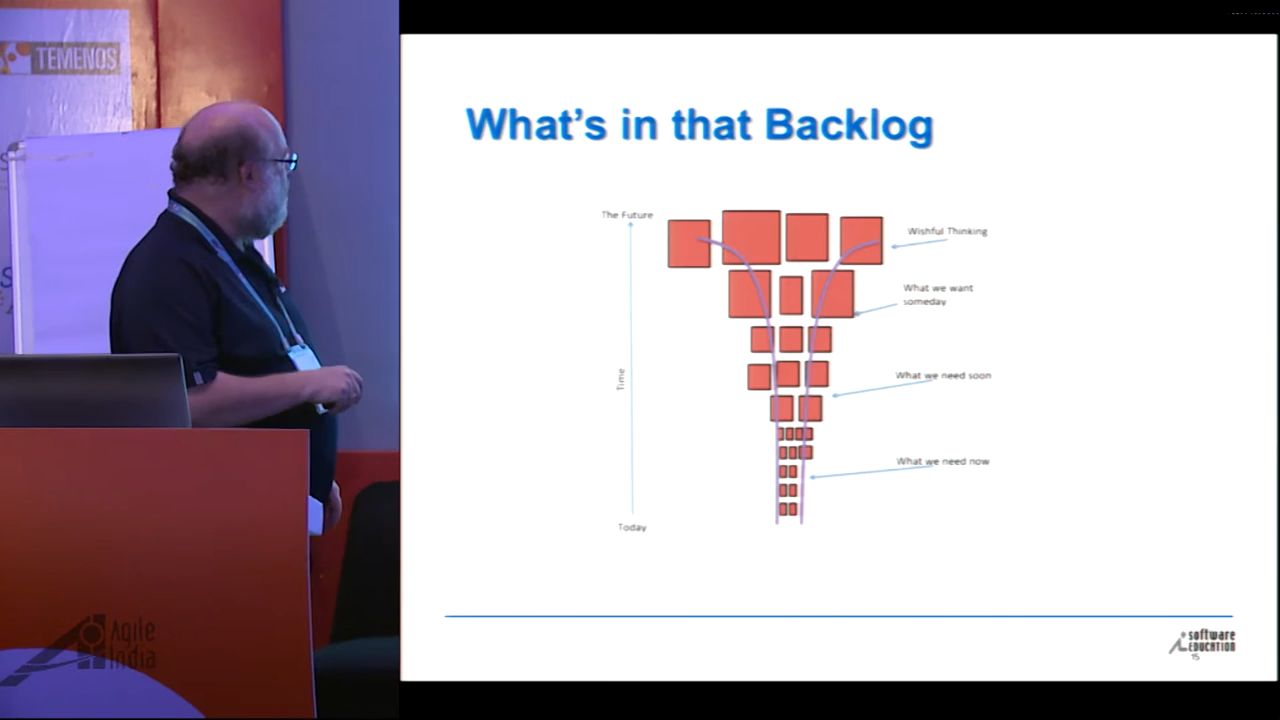 TEMENOS
What's in that Backlog
The Future
Wishful Thinking
What we want
someday
What we need soon
Time
What we need now
Today
Agile
India
software
EDUCATION
15